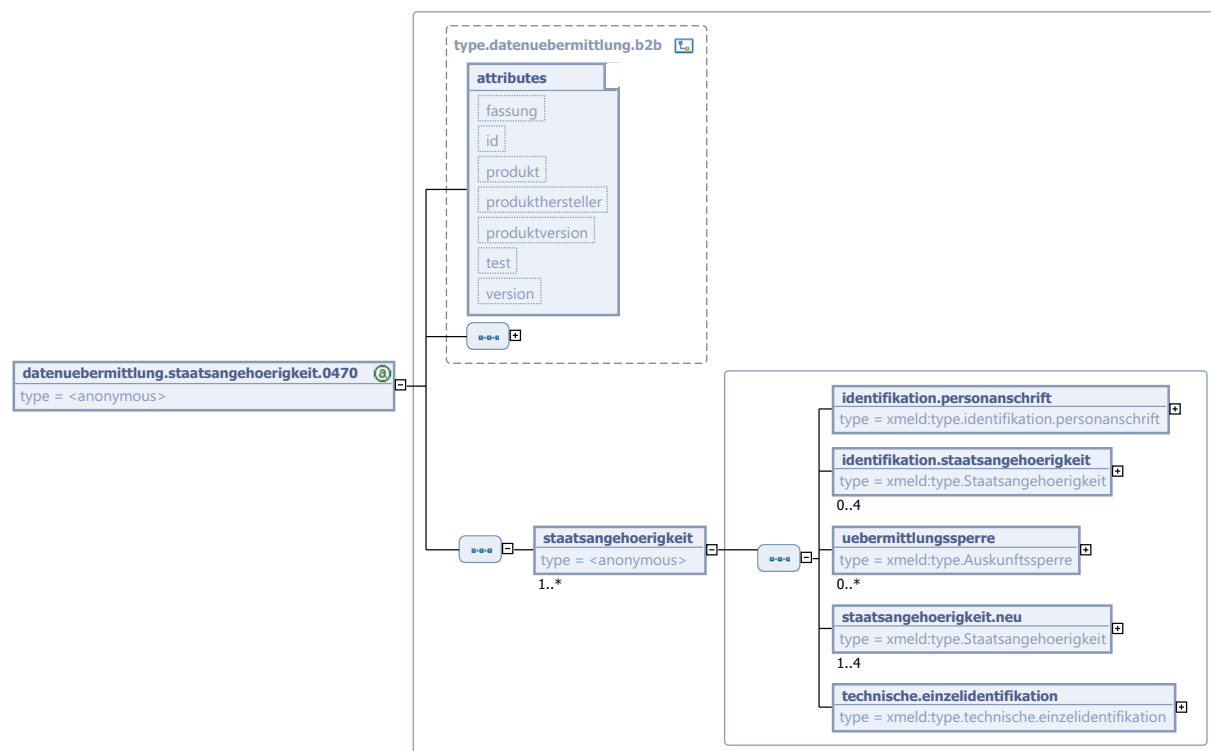 type.datenuebermittlung.b2b
attributes
fassung
id
produkt
produkthersteller
produktversion
test
version
datenuebermittlung.staatsangehoerigkeit.0470
type = <anonymous>
staatsangehoerigkeit
type = <anonymous>
1..*
identifikation.personanschrift
type = xmeld:type.identifikation.personanschrift
identifikation.staatsangehoerigkeit
type = xmeld:type.Staatsangehoerigkeit
0..4
uebermittlungssperre
type = xmeld:type.Auskunftssperre
0..*
staatsangehoerigkeit.neu
type = xmeld:type.Staatsangehoerigkeit
1..4
technische.einzelidentifikation
type = xmeld:type.technische.einzelidentifikation